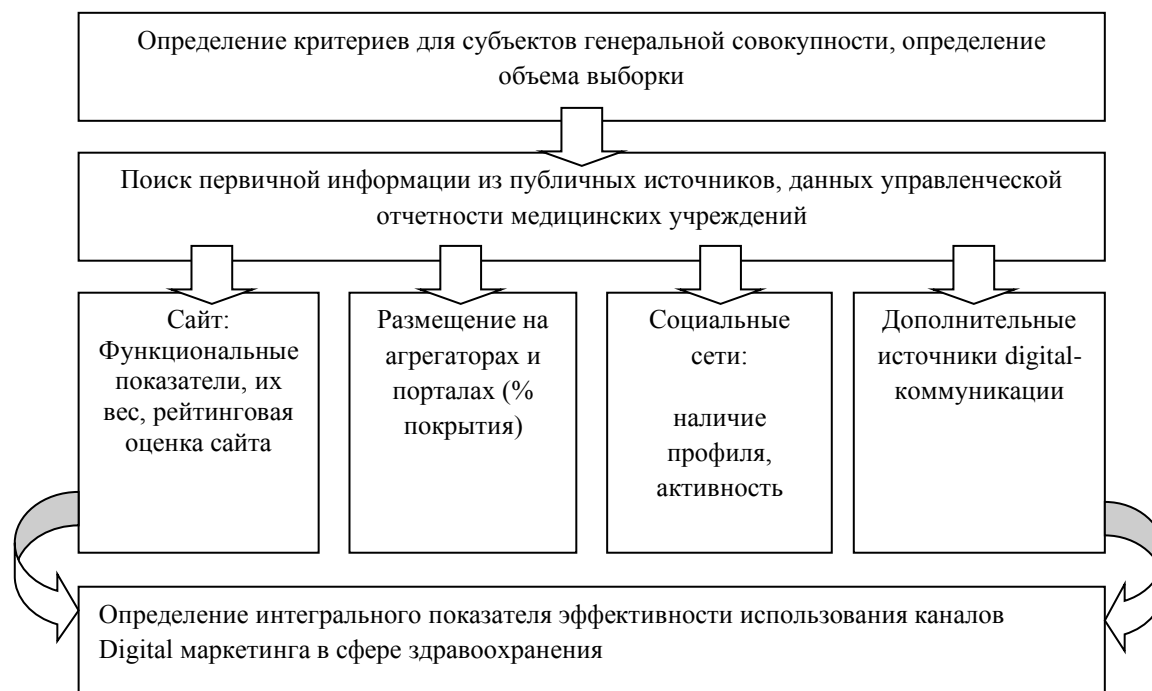 Определение критериев для субъектов генеральной совокупности, определение
объема выборки
Поиск первичной информации из публичных источников, данных управленческой
отчетности медицинских учреждений
Сайт:
Функциональные
показатели, их
вес, рейтинговая
оценка сайта
Размещение на
агрегаторах и
порталах (%
покрытия)
Социальные
сети:
наличие
профиля,
активность
Дополнительные
источники digital-
коммуникации
Определение интегрального показателя эффективности использования каналов
Digital маркетинга в сфере здравоохранения